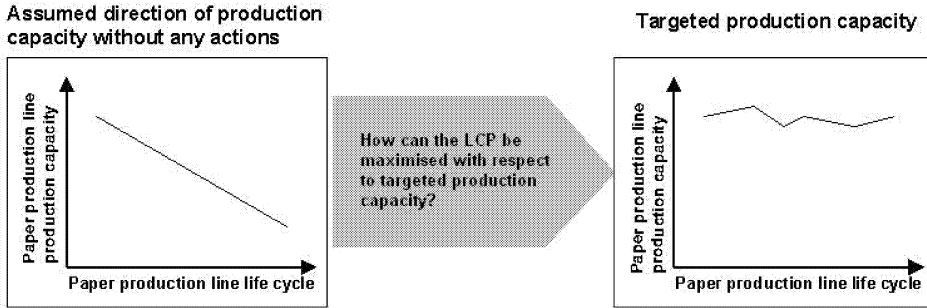 Assumed direction of production
capacity without any actions
Paper production line
production capacity
Paper production line life cycle
How can the LCP be
maximised with respect
to targeted production
capacity?
Targeted production capacity
Paper production line
production capacity
Paper production line life cycle